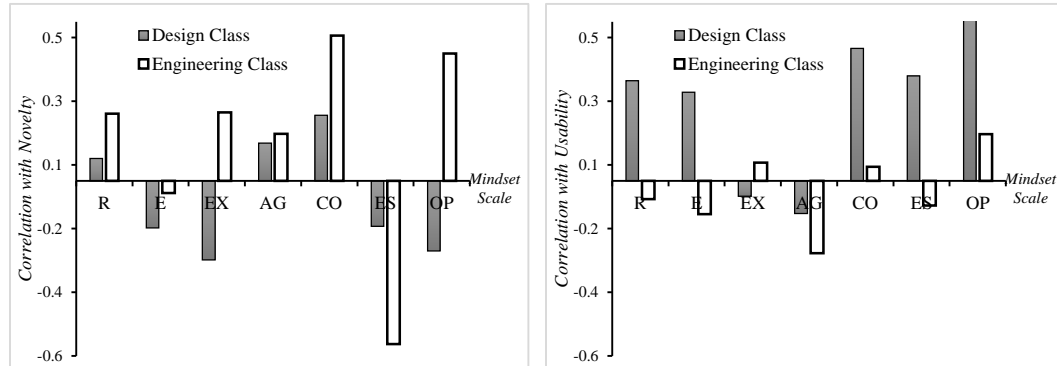 0.5
0.3
0.1
-0.2
-0.4
-0.6
Correlation with Novelty
Design Class
Engineering Class
R E EX AG CO ES OP
Mindset
Scale
0.5
0.3
0.1
-0.2
-0.4
-0.6
Correlation with Usability
Design Class
Engineering Class
R E EX AG CO ES OP
Mindset
Scale